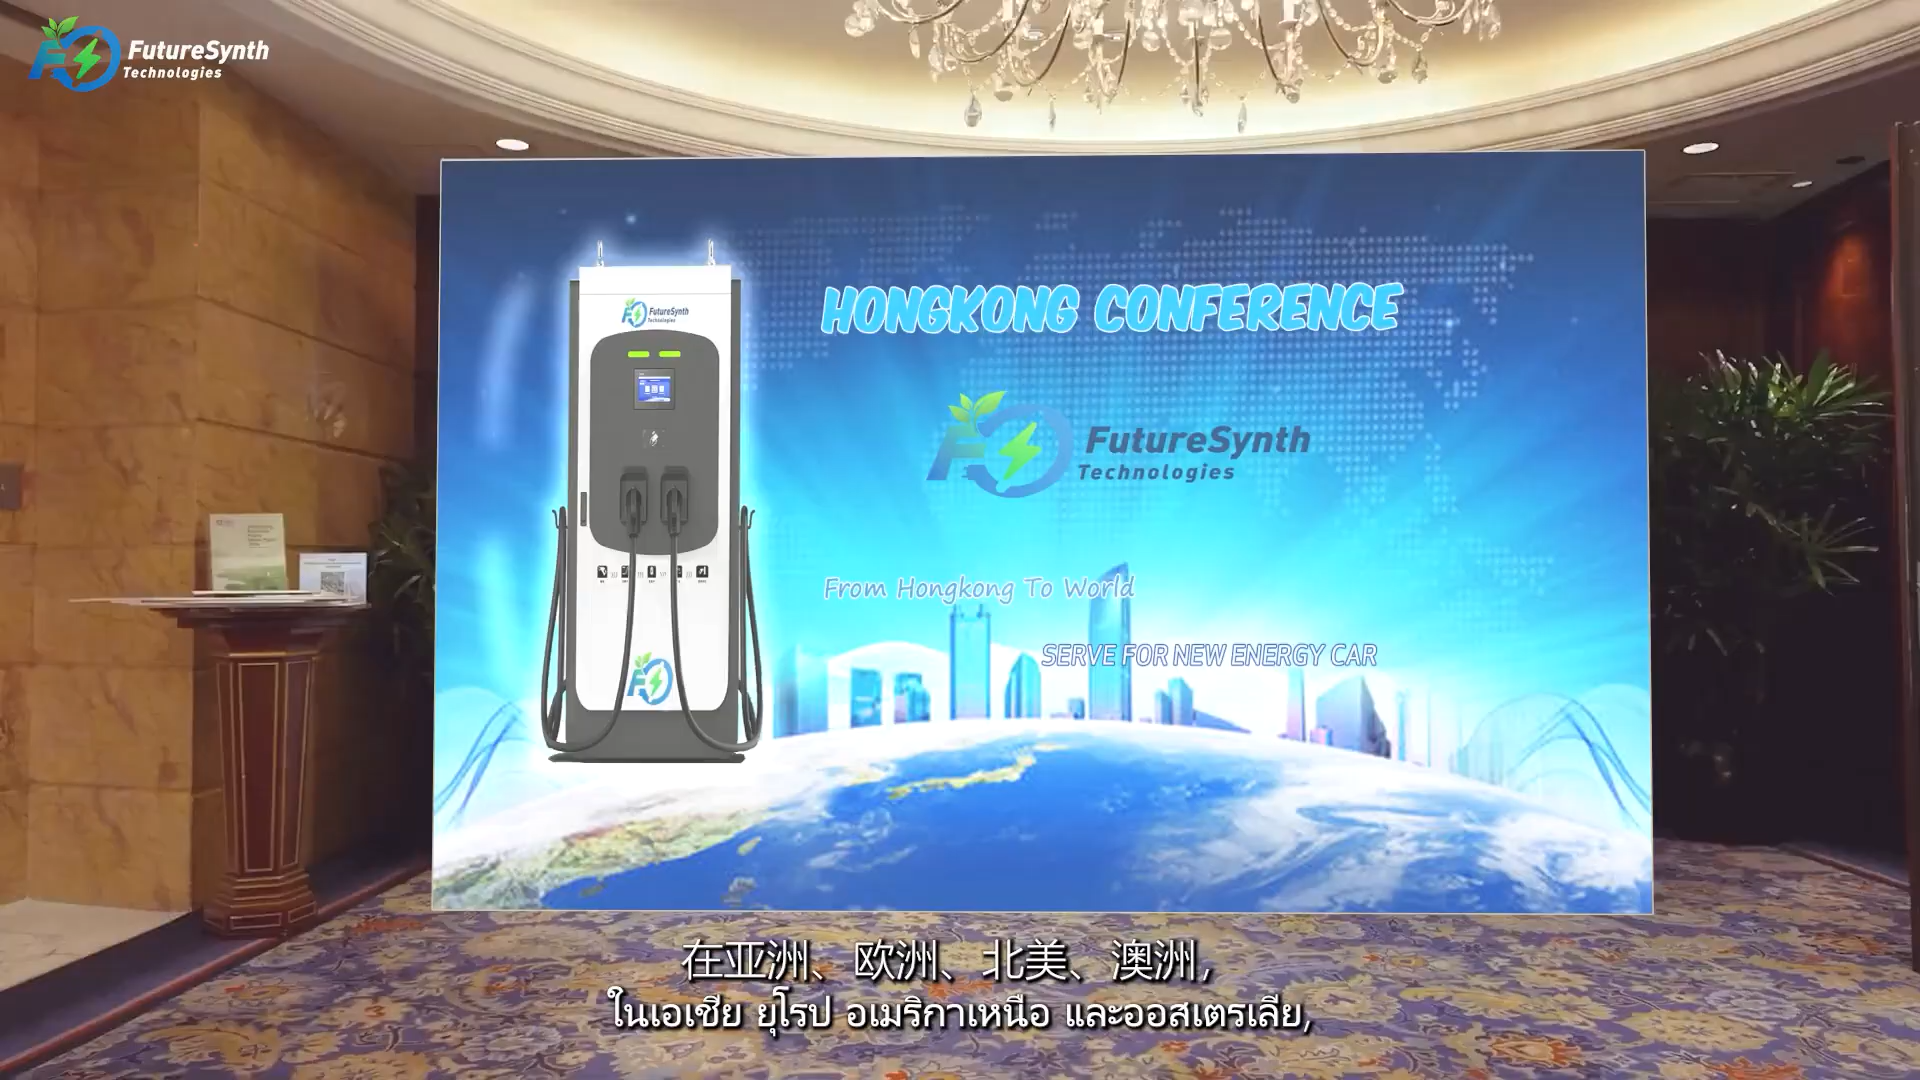 FutureSynth
Technologies
HONGKONG CONFERENCE
FutureSynth
Technologies
FutureSynth
Technologies
From Hongkong To World
SERVE FOR NEW ENERGY CAR
在亚洲、欧洲、北美、澳洲,
ในเอเชีย ยุโรป อเมริกาเหนือ และออสเตรเลีย,